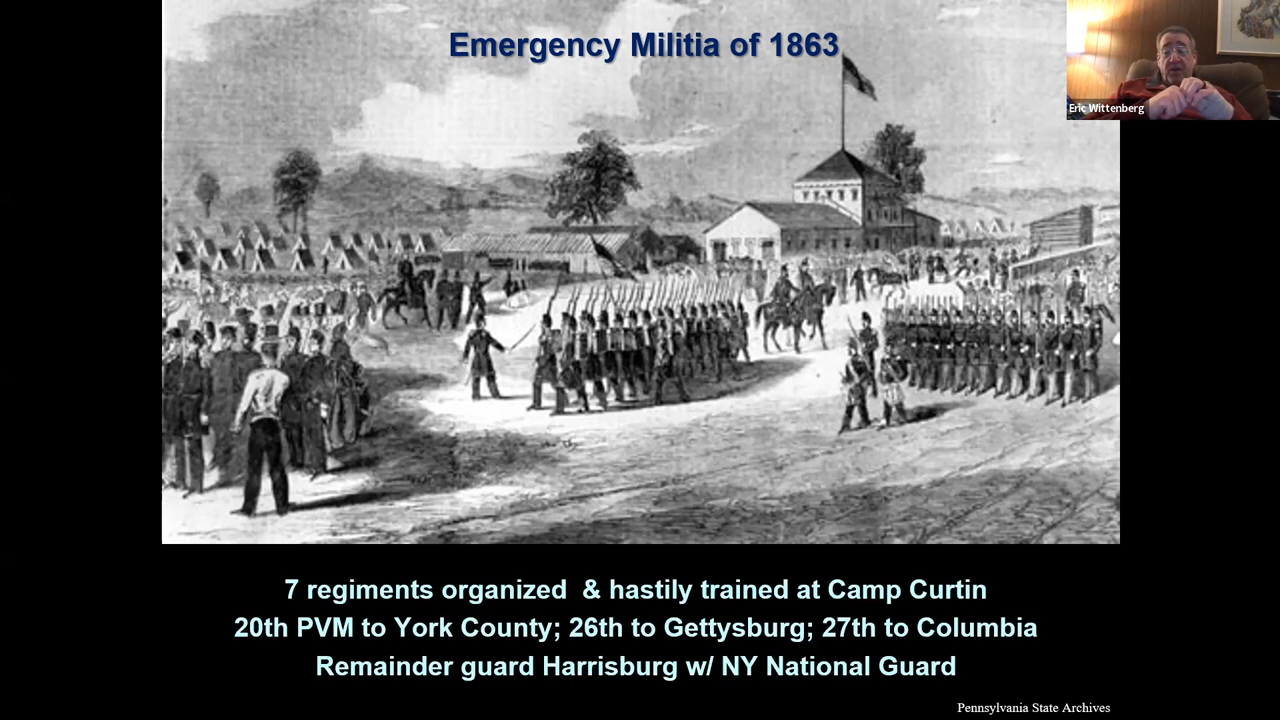 Emergency Militia of 1863
Eric Wittenberg
7 regiments organized & hastily trained at Camp Curtin
20th PVM to York County; 26th to Gettysburg; 27th to Columbia
Remainder guard Harrisburg w/ NY National Guard
Pennsylvania State Archives